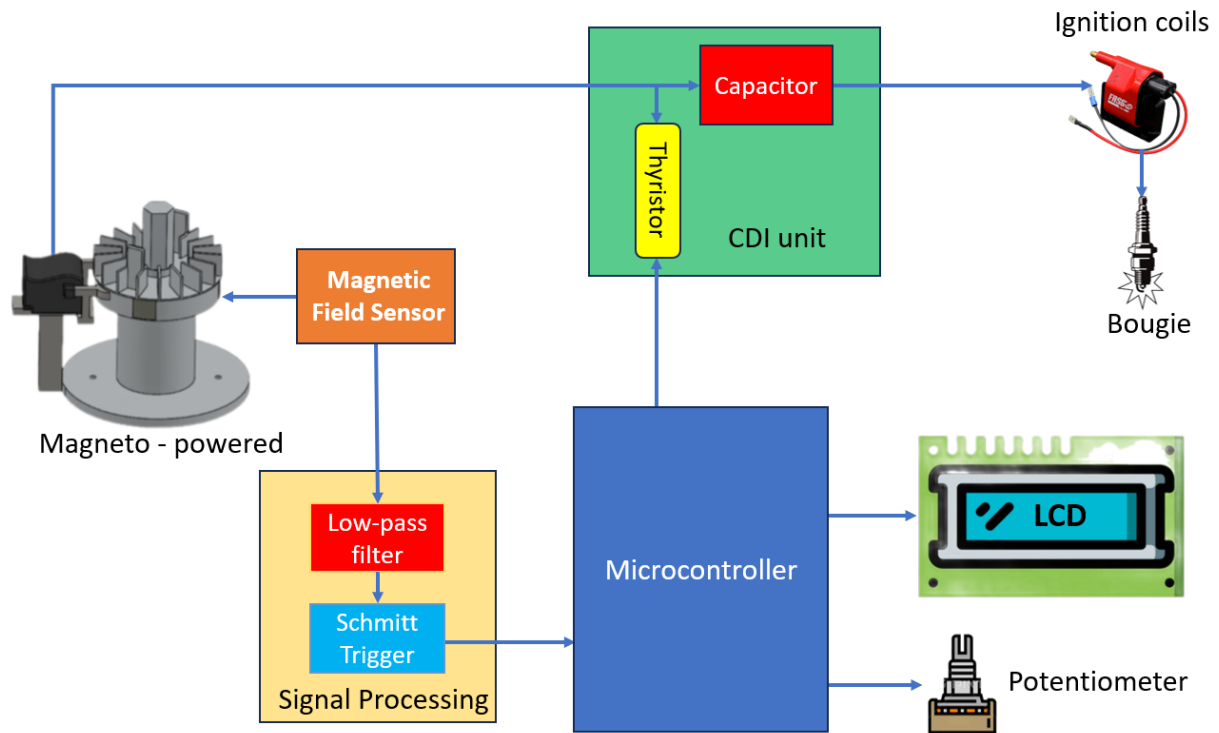 Ignition coils
Capacitor
Thyristor
CDI unit
Bougie
Magnetic
Field Sensor
Magneto - powered
Low-pass
filter
Schmitt
Trigger
Signal Processing
Microcontroller
LCD
Potentiometer